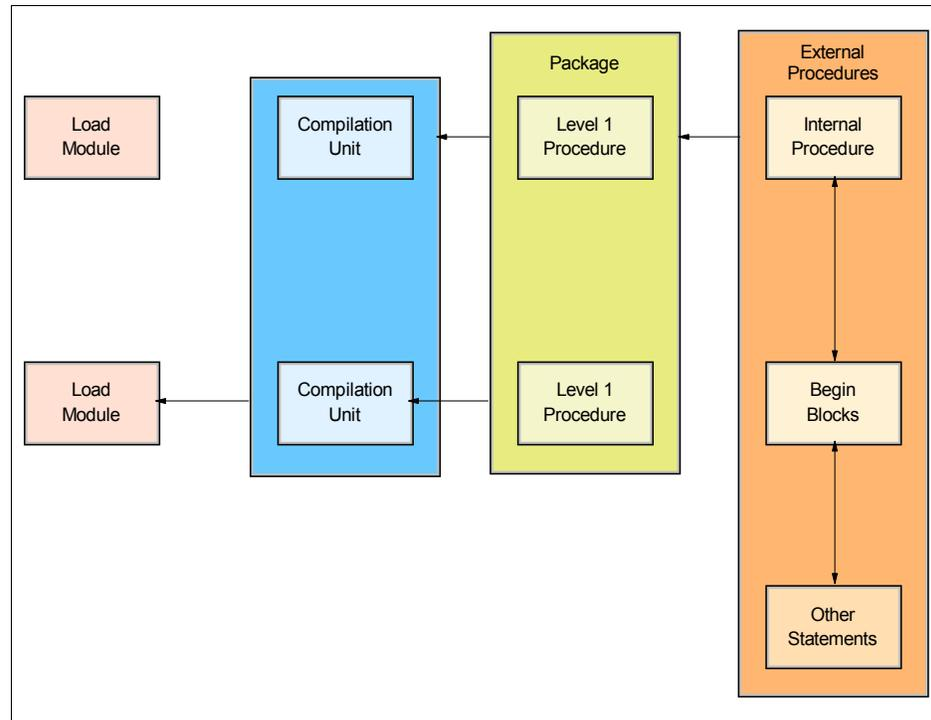 Package
External
Procedures
Load
Module
Compilation
Unit
Level 1
Procedure
Internal
Procedure
Load
Module
Compilation
Unit
Level 1
Procedure
Begin
Blocks
Other
Statements